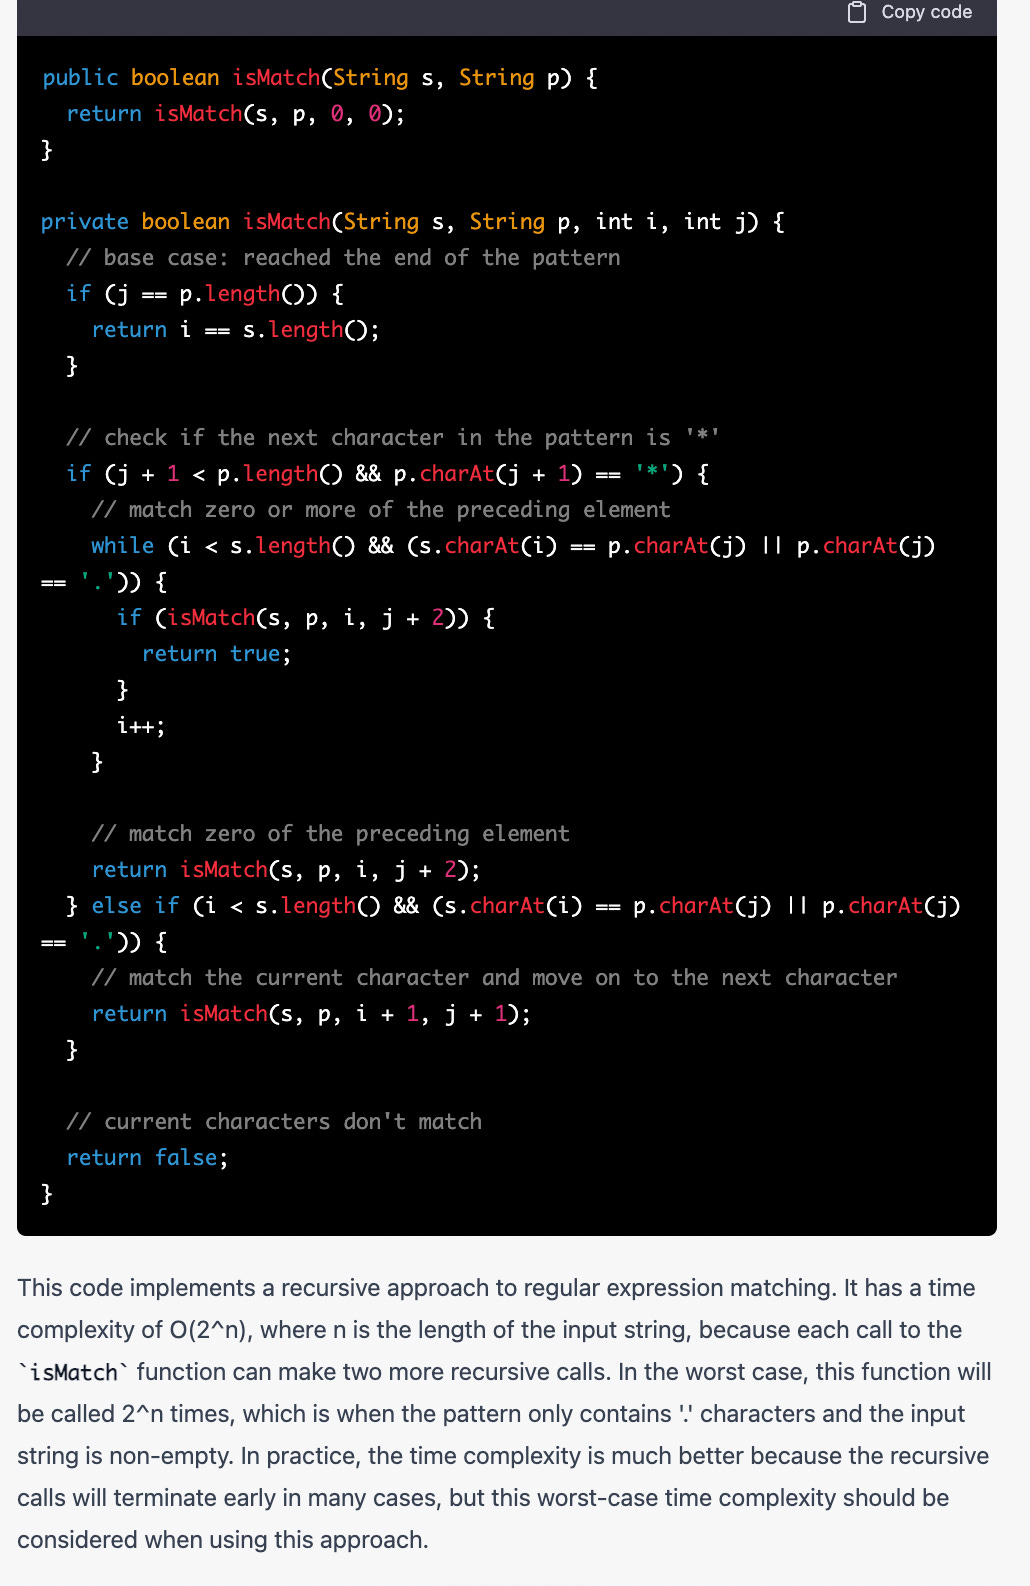 Copy code
public boolean isMatch(String s, String p) {
  return isMatch(s, p, 0, 0);
}

private boolean isMatch(String s, String p, int i, int j) {
  // base case: reached the end of the pattern
  if (j == p.length()) {
    return i == s.length();
  }

  // check if the next character in the pattern is '*'
  if (j + 1 < p.length() && p.charAt(j + 1) == '*') {
    // match zero or more of the preceding element
    while (i < s.length() && (s.charAt(i) == p.charAt(j) || p.charAt(j)
== '.')) {
      if (isMatch(s, p, i, j + 2)) {
        return true;
      }
      i++;
    }

    // match zero of the preceding element
    return isMatch(s, p, i, j + 2);
  } else if (i < s.length() && (s.charAt(i) == p.charAt(j) || p.charAt(j)
== '.')) {
    // match the current character and move on to the next character
    return isMatch(s, p, i + 1, j + 1);
  }

  // current characters don't match
  return false;
}
This code implements a recursive approach to regular expression matching. It has a time
complexity of O(2^n), where n is the length of the input string, because each call to the
`isMatch` function can make two more recursive calls. In the worst case, this function will
be called 2^n times, which is when the pattern only contains '.' characters and the input
string is non-empty. In practice, the time complexity is much better because the recursive
calls will terminate early in many cases, but this worst-case time complexity should be
considered when using this approach.